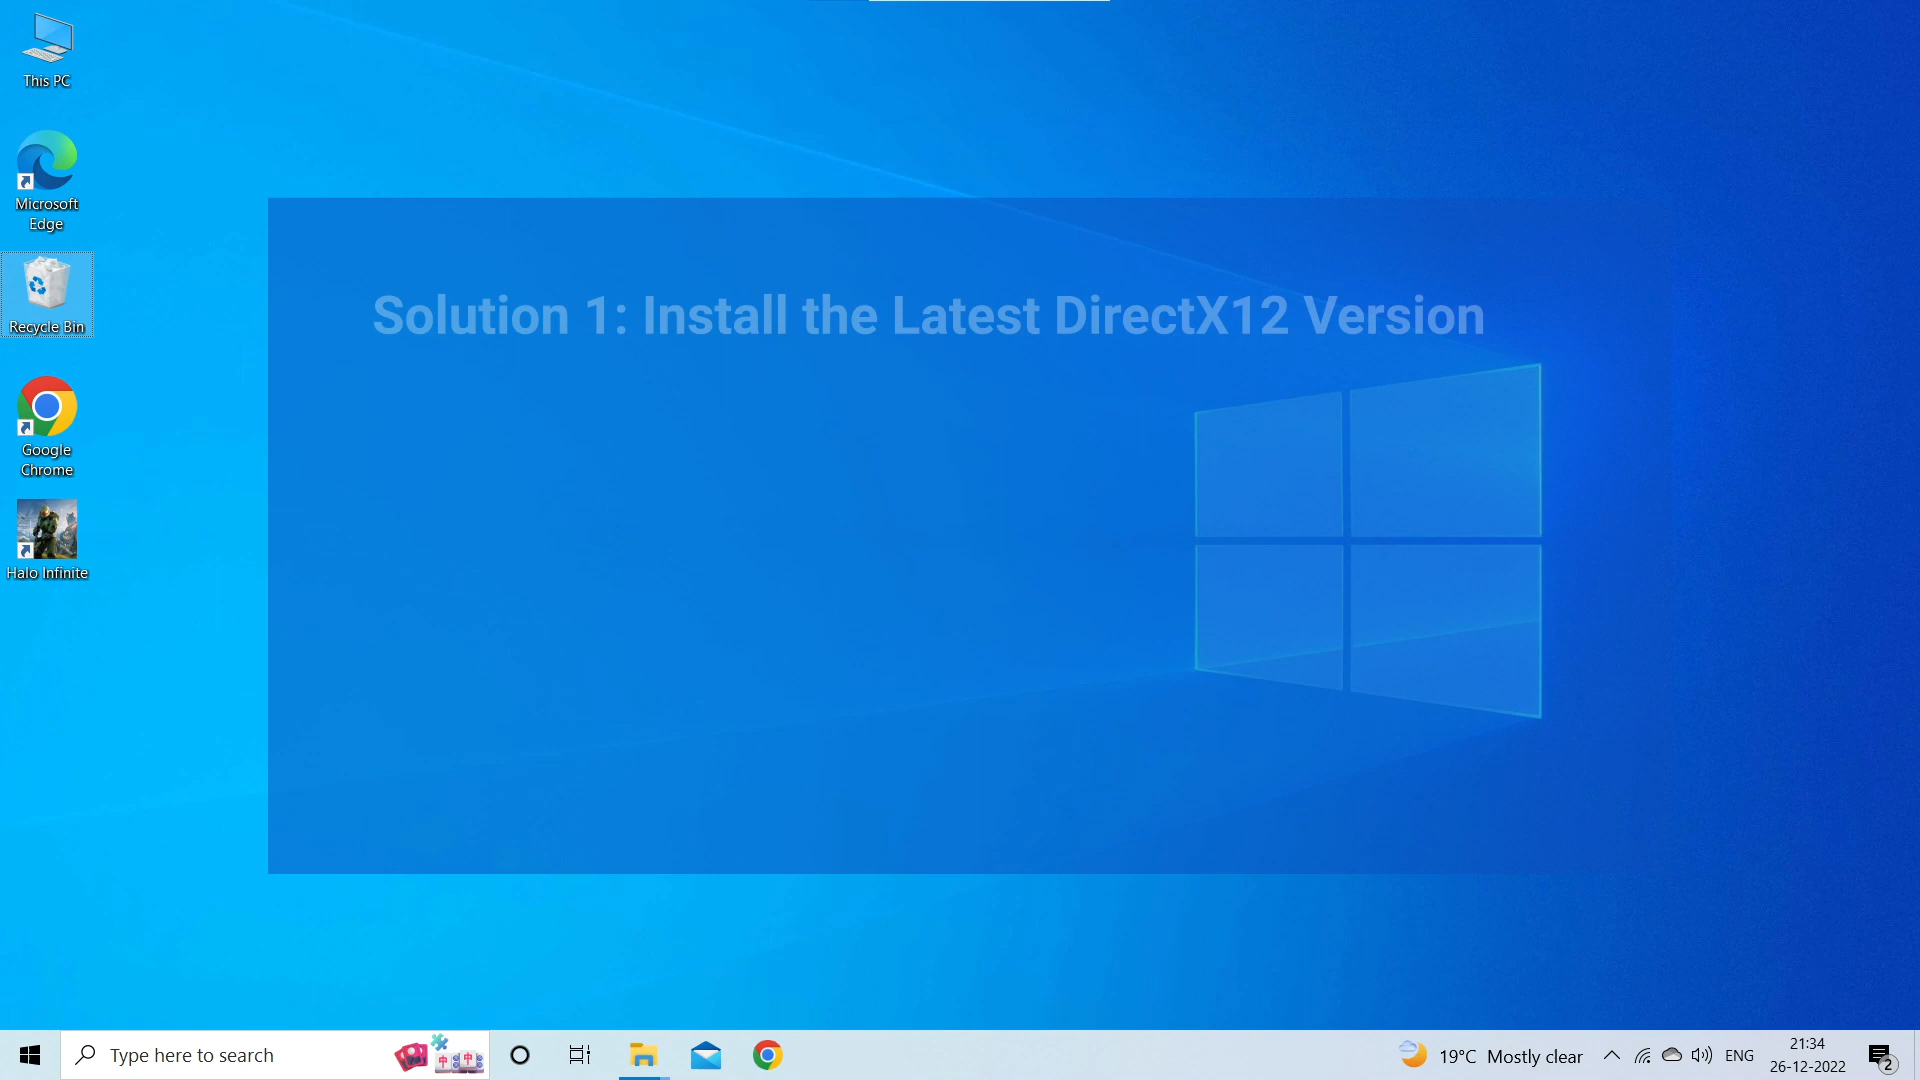 This PC
Microsoft
Edge
Recycle Bin
Google
Chrome
Halo Infinite
Solution 1: Install the Latest DirectX12 Version
Type here to search
19°C Mostly clear
ENG
21:34
26-12-2022
2